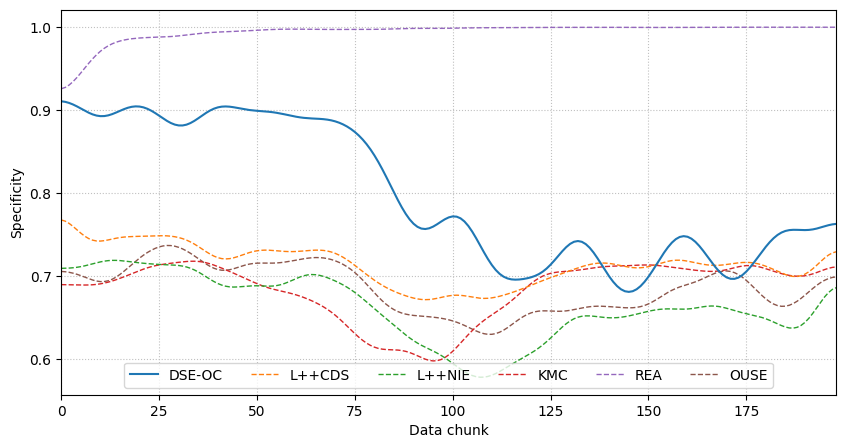 1.0
0.9
0.8
0.7
0.6
Specificity
DSE-OC L++CDS L++NIE KMC REA OUSE
0 25 50 75 100 125 150 175
Data chunk